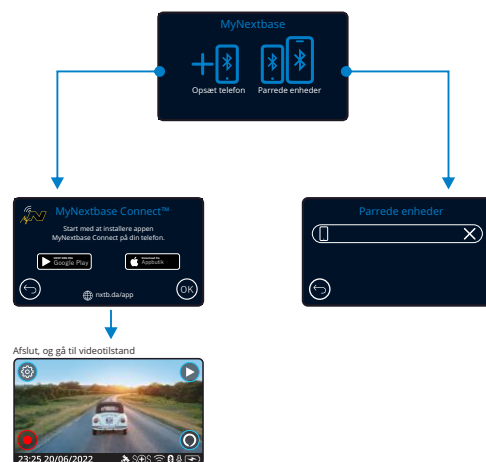 MyNextbase
Opsæt telefon
Parrede enheder
MyNextbase Connect™
Start med at installere appen
MyNextbase Connect på din telefon.
Google Play
Appbutik
nxtb.da/app
OK
Parrede enheder
Afslut, og gå til videotilstand
23:25 20/06/2022
SOS